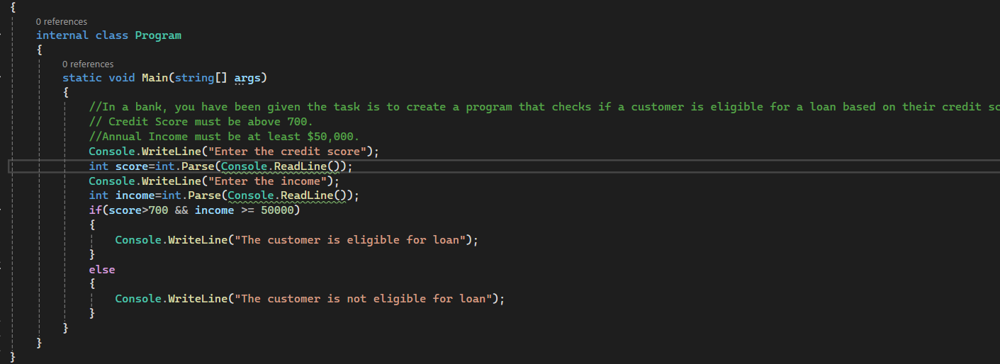 {
0 references
internal class Program
{
0 references
static void Main(string[] args)
{
//In a bank, you have been given the task is to create a program that checks if a customer is eligible for a loan based on their credit sc
// Credit Score must be above 700.
//Annual Income must be at least $50,000.
Console.WriteLine("Enter the credit score");
int score=int.Parse(Console.ReadLine());
Console.WriteLine("Enter the income");
int income=int.Parse(Console.ReadLine());
if(score>700 && income >= 50000)
{
Console.WriteLine("The customer is eligible for loan");
}
else
{
Console.WriteLine("The customer is not eligible for loan");
}
}
}
}